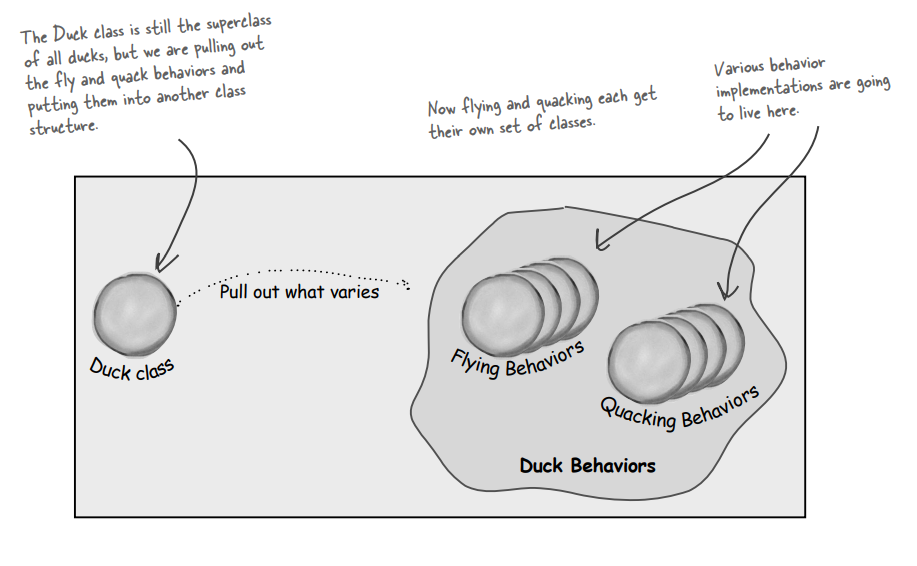 The Duck class is still the superclass
of all ducks, but we are pulling out
the fly and quack behaviors and
putting them into another class
structure.
Now flying and quacking each get
their own set of classes.
Various behavior
implementations are going
to live here.
Pull out what varies
Duck class
Flying Behaviors
Quacking Behaviors
Duck Behaviors